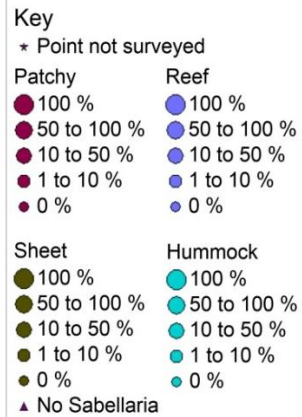 Key
Point not surveyed
Patchy Reef
100 % 100 %
50 to 100 % 50 to 100 %
10 to 50 % 10 to 50 %
1 to 10 % 1 to 10 %
0 % 0 %
Sheet Hummock
100 % 100 %
50 to 100 % 50 to 100 %
10 to 50 % 10 to 50 %
1 to 10 % 1 to 10 %
0 % 0 %
No Sabellaria